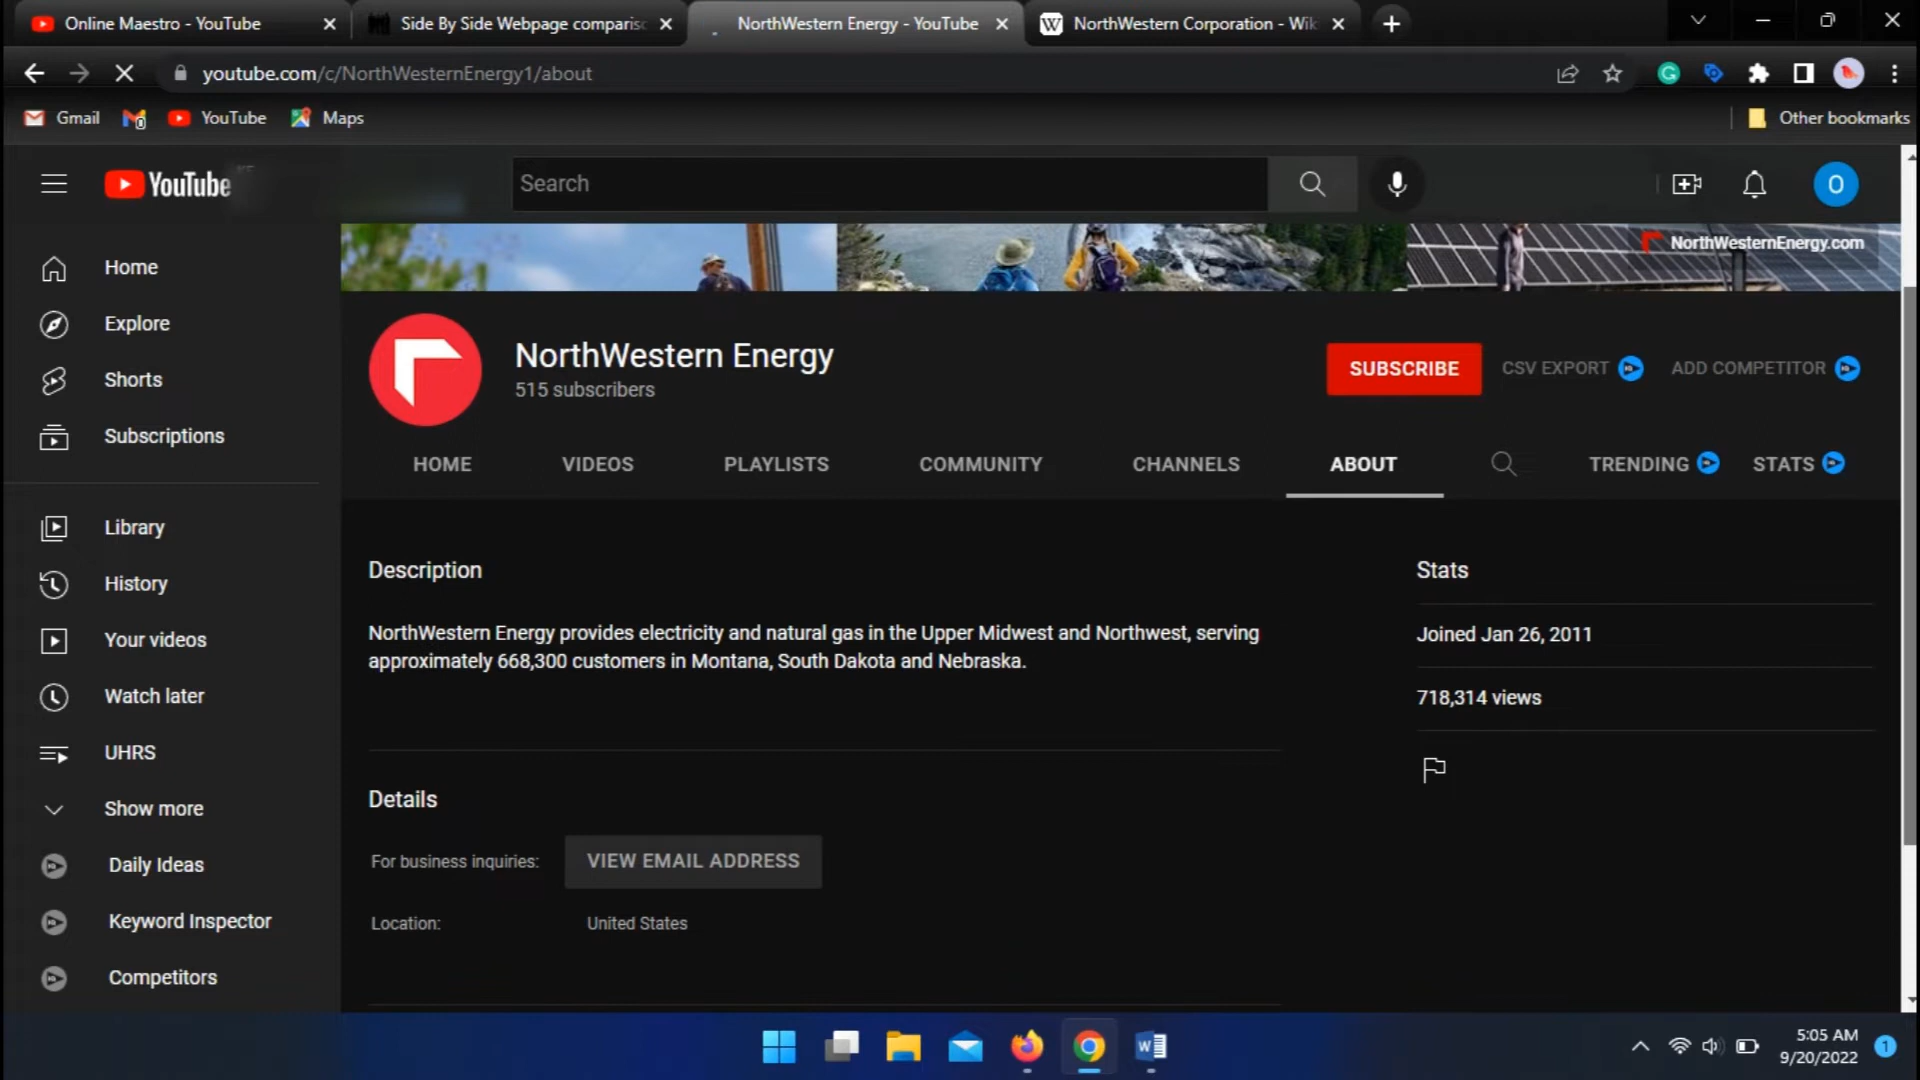 Online Maestro - YouTube
Side By Side Webpage comparis
NorthWestern Energy - YouTube
NorthWestern Corporation - Wik
youtube.com/c/NorthWesternEnergy1/about
Gmail
YouTube
Maps
Other bookmarks
YouTube
Search
O
NorthWesternEnergy.com
Home
Explore
Shorts
Subscriptions
Library
History
Your videos
Watch later
UHRS
Show more
Daily Ideas
Keyword Inspector
Competitors
NorthWestern Energy
515 subscribers
SUBSCRIBE
CSV EXPORT
ADD COMPETITOR
HOME
VIDEOS
PLAYLISTS
COMMUNITY
CHANNELS
ABOUT
TRENDING
STATS
Description
NorthWestern Energy provides electricity and natural gas in the Upper Midwest and Northwest, serving
approximately 668,300 customers in Montana, South Dakota and Nebraska.
Stats
Joined Jan 26, 2011
718,314 views
Details
For business inquiries:
VIEW EMAIL ADDRESS
Location:
United States
5:05 AM
9/20/2022
1